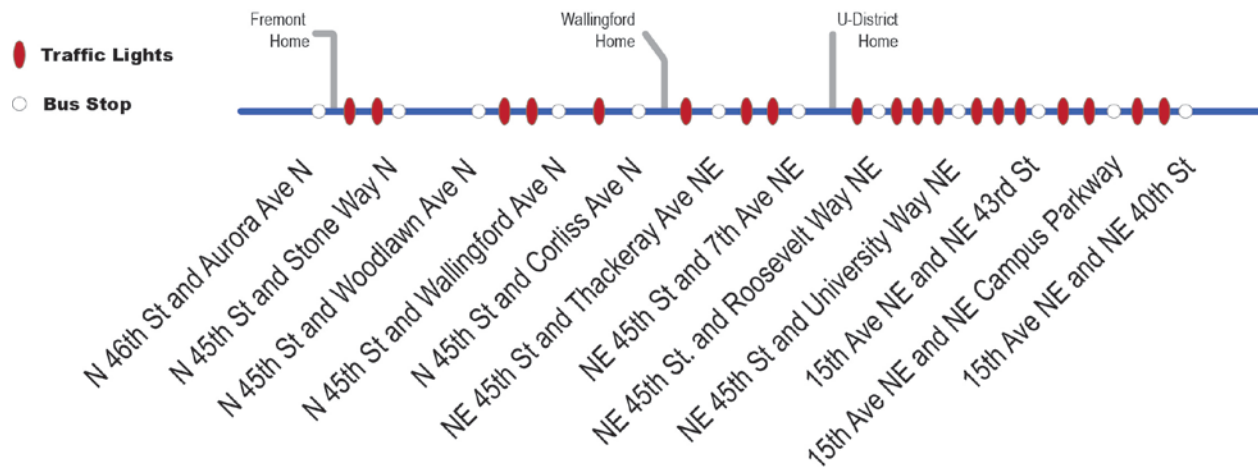 Fremont
Home
Wallingford
Home
U-District
Home
Traffic Lights
Bus Stop
N 46th St and Aurora Ave N
N 45th St and Stone Way N
N 45th St and Woodlawn Ave N
N 45th St and Wallingford Ave N
N 45th St and Corliss Ave N
NE 45th St and Thackeray Ave NE
NE 45th St and 7th Ave NE
NE 45th St. and Roosevelt Way NE
NE 45th St and University Way NE
15th Ave NE and NE 43rd St
15th Ave NE and NE Campus Parkway
15th Ave NE and NE 40th St